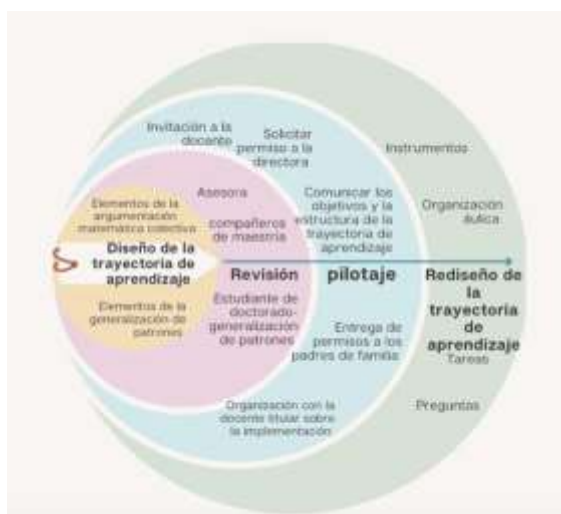 Invitación a la
docente
Solicitar
permiso a la
directora
Instrumentos
Asesora
compañeros
de maestría
Comunicar los
objetivos y la
estructura de la
trayectoria de
aprendizaje
Organización
áulica
Elementos de la
argumentación
matemática colectiva
Diseño de la
trayectoria de
aprendizaje
Revisión
pilotaje
Rediseño de
la
trayectoria
de
aprendizaje
Elementos de la
generalización de
patrones
Estudiante de
doctorado-
generalización
de patrones
Entrega de
permisos a los
padres de familia
Tareas
Organización con la
docente titular sobre
la implementación
Preguntas